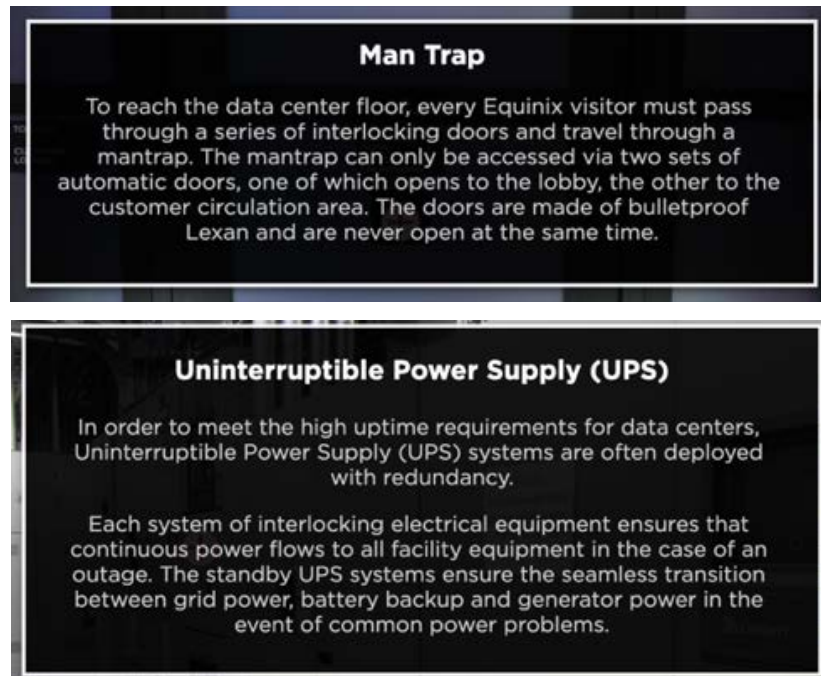 Man Trap
To reach the data center floor, every Equinix visitor must pass
through a series of interlocking doors and travel through a
mantrap. The mantrap can only be accessed via two sets of
automatic doors, one of which opens to the lobby, the other to the
customer circulation area. The doors are made of bulletproof
Lexan and are never open at the same time.
Uninterruptible Power Supply (UPS)
In order to meet the high uptime requirements for data centers,
Uninterruptible Power Supply (UPS) systems are often deployed
with redundancy.
Each system of interlocking electrical equipment ensures that
continuous power flows to all facility equipment in the case of an
outage. The standby UPS systems ensure the seamless transition
between grid power, battery backup and generator power in the
event of common power problems.